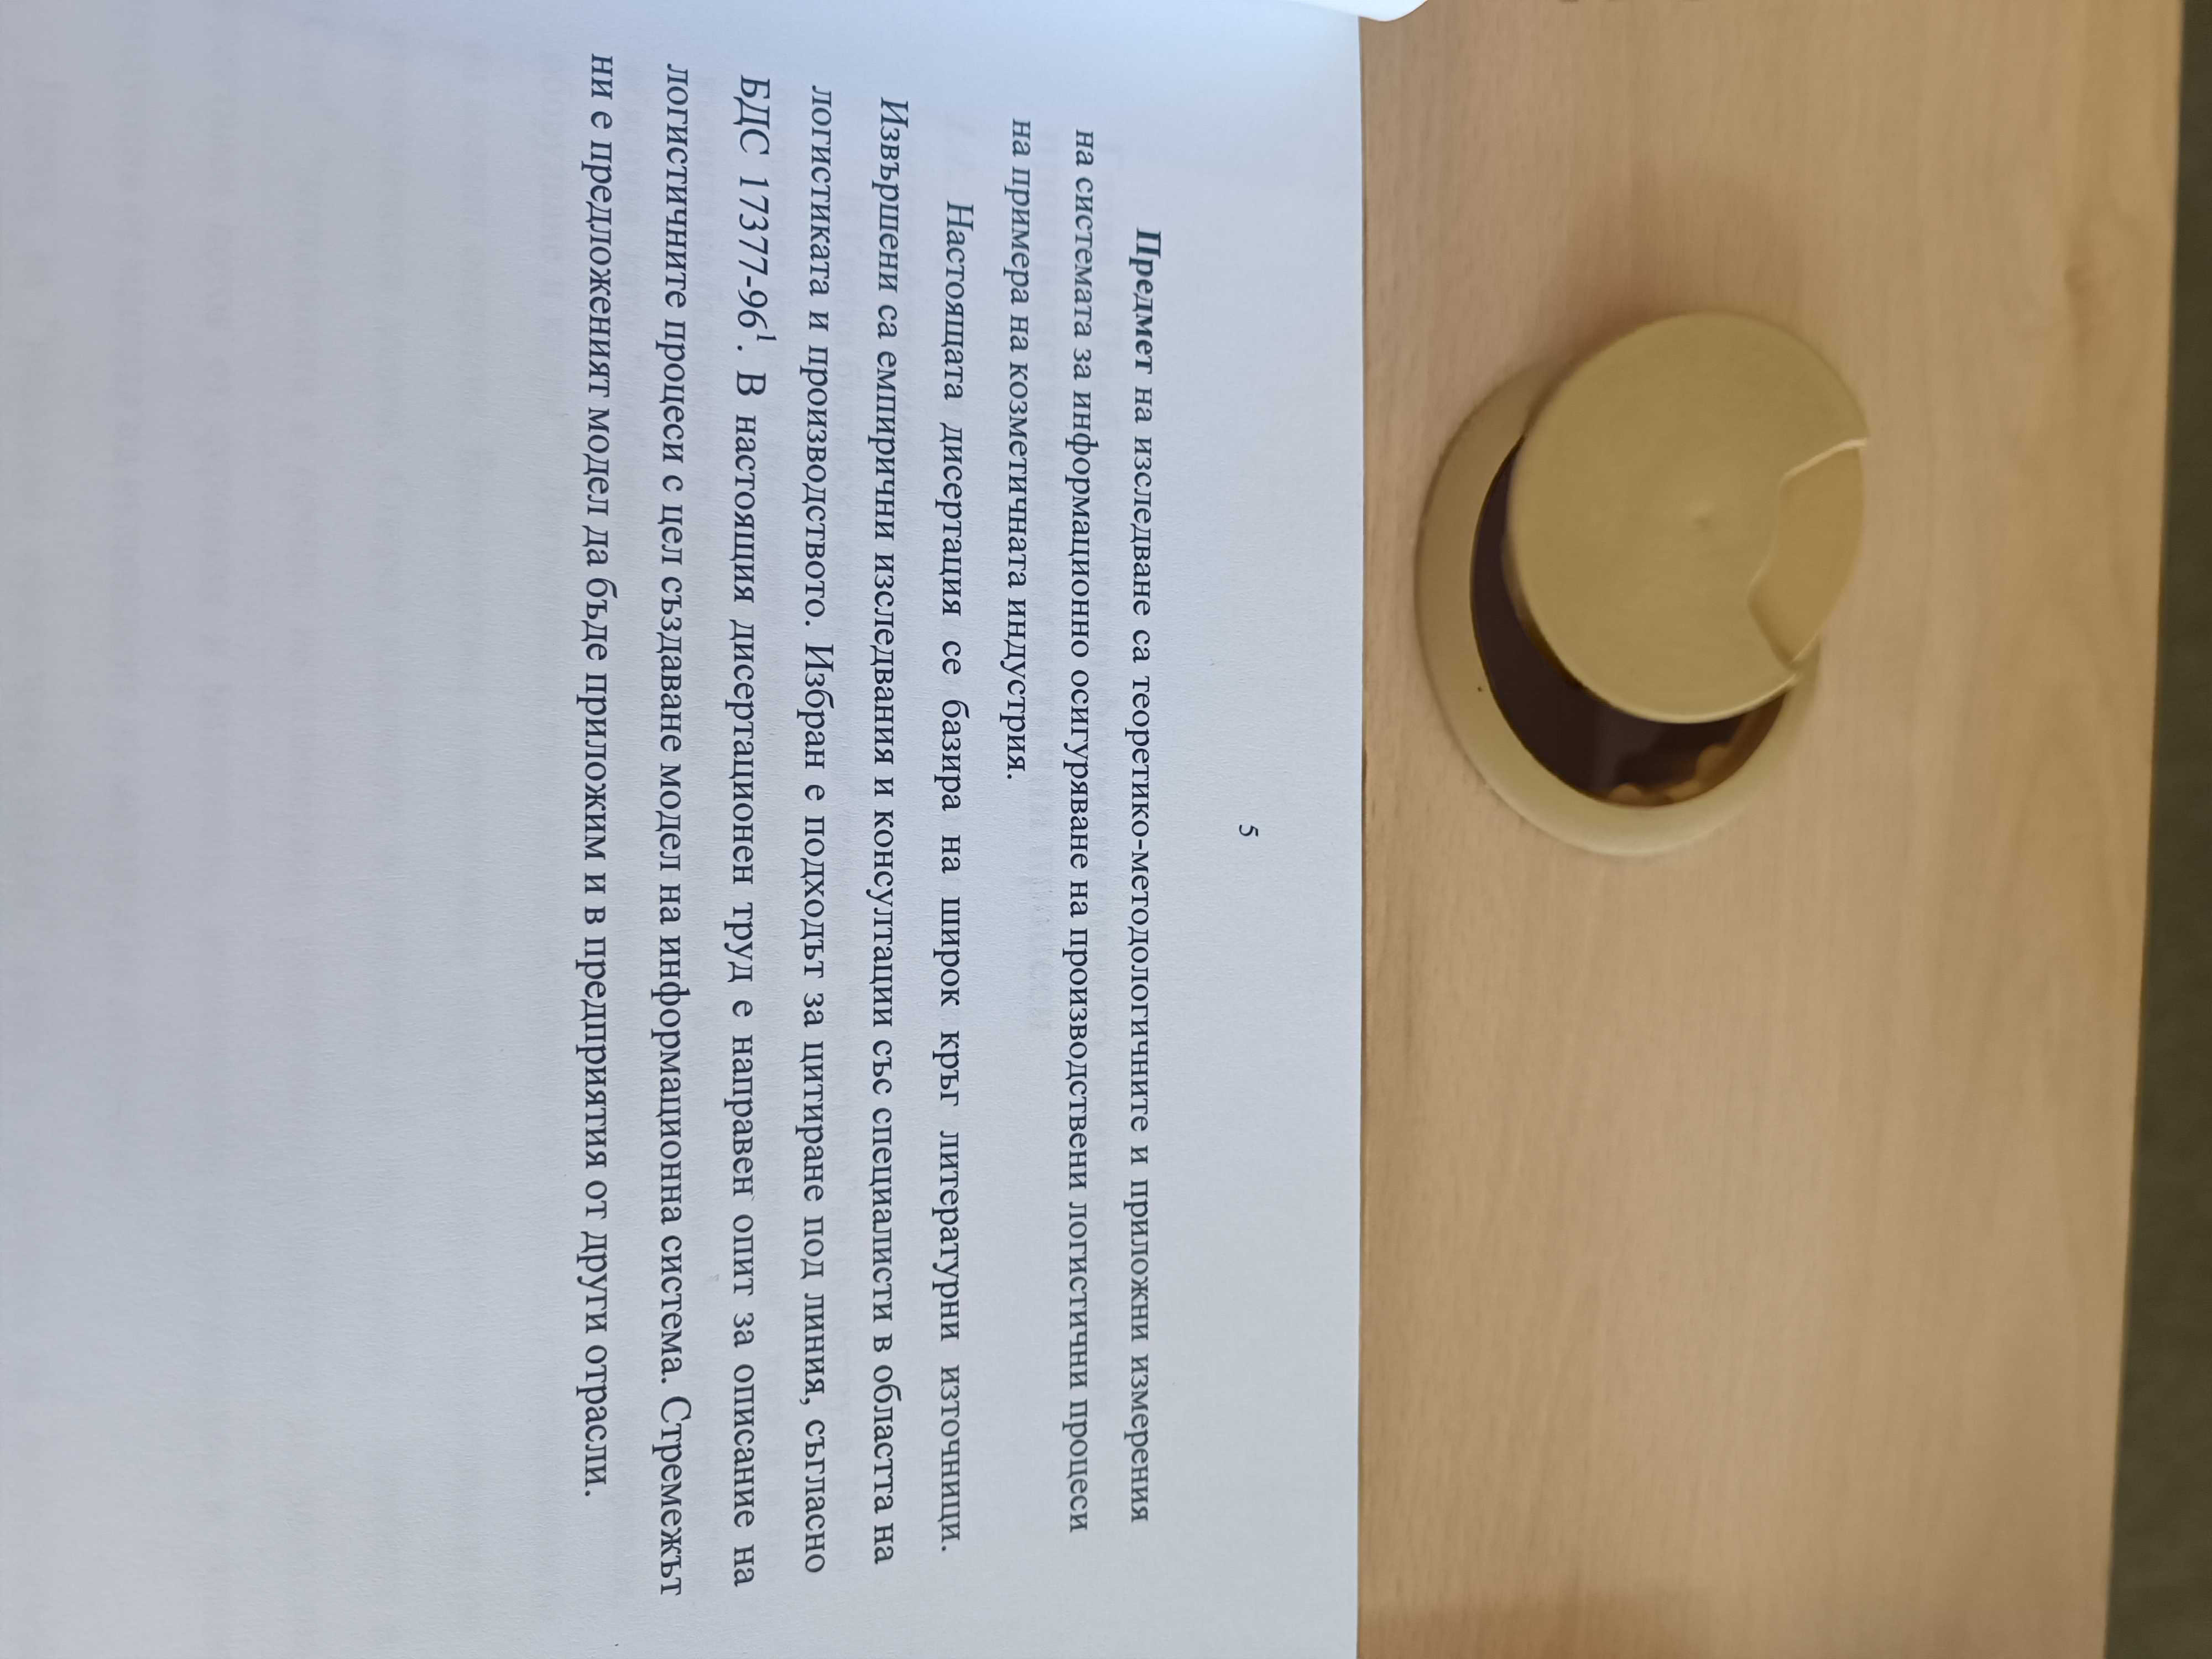 5
Предмет на изследване са теоретико-методологичните и приложни измерения
на системата за информационно осигуряване на производствени логистични процеси
на примера на козметичната индустрия.
Настоящата дисертация се базира на широк кръг литературни източници.
Извършени са емпирични изследвания и консултации със специалисти в областта на
логистиката и производството. Избран е подходът за цитиране под линия, съгласно
БДС 17377-96¹. В настоящия дисертационен труд е направен опит за описание на
логистичните процеси с цел създаване модел на информационна система. Стремежът
ни е предложеният модел да бъде приложим и в предприятия от други отрасли.